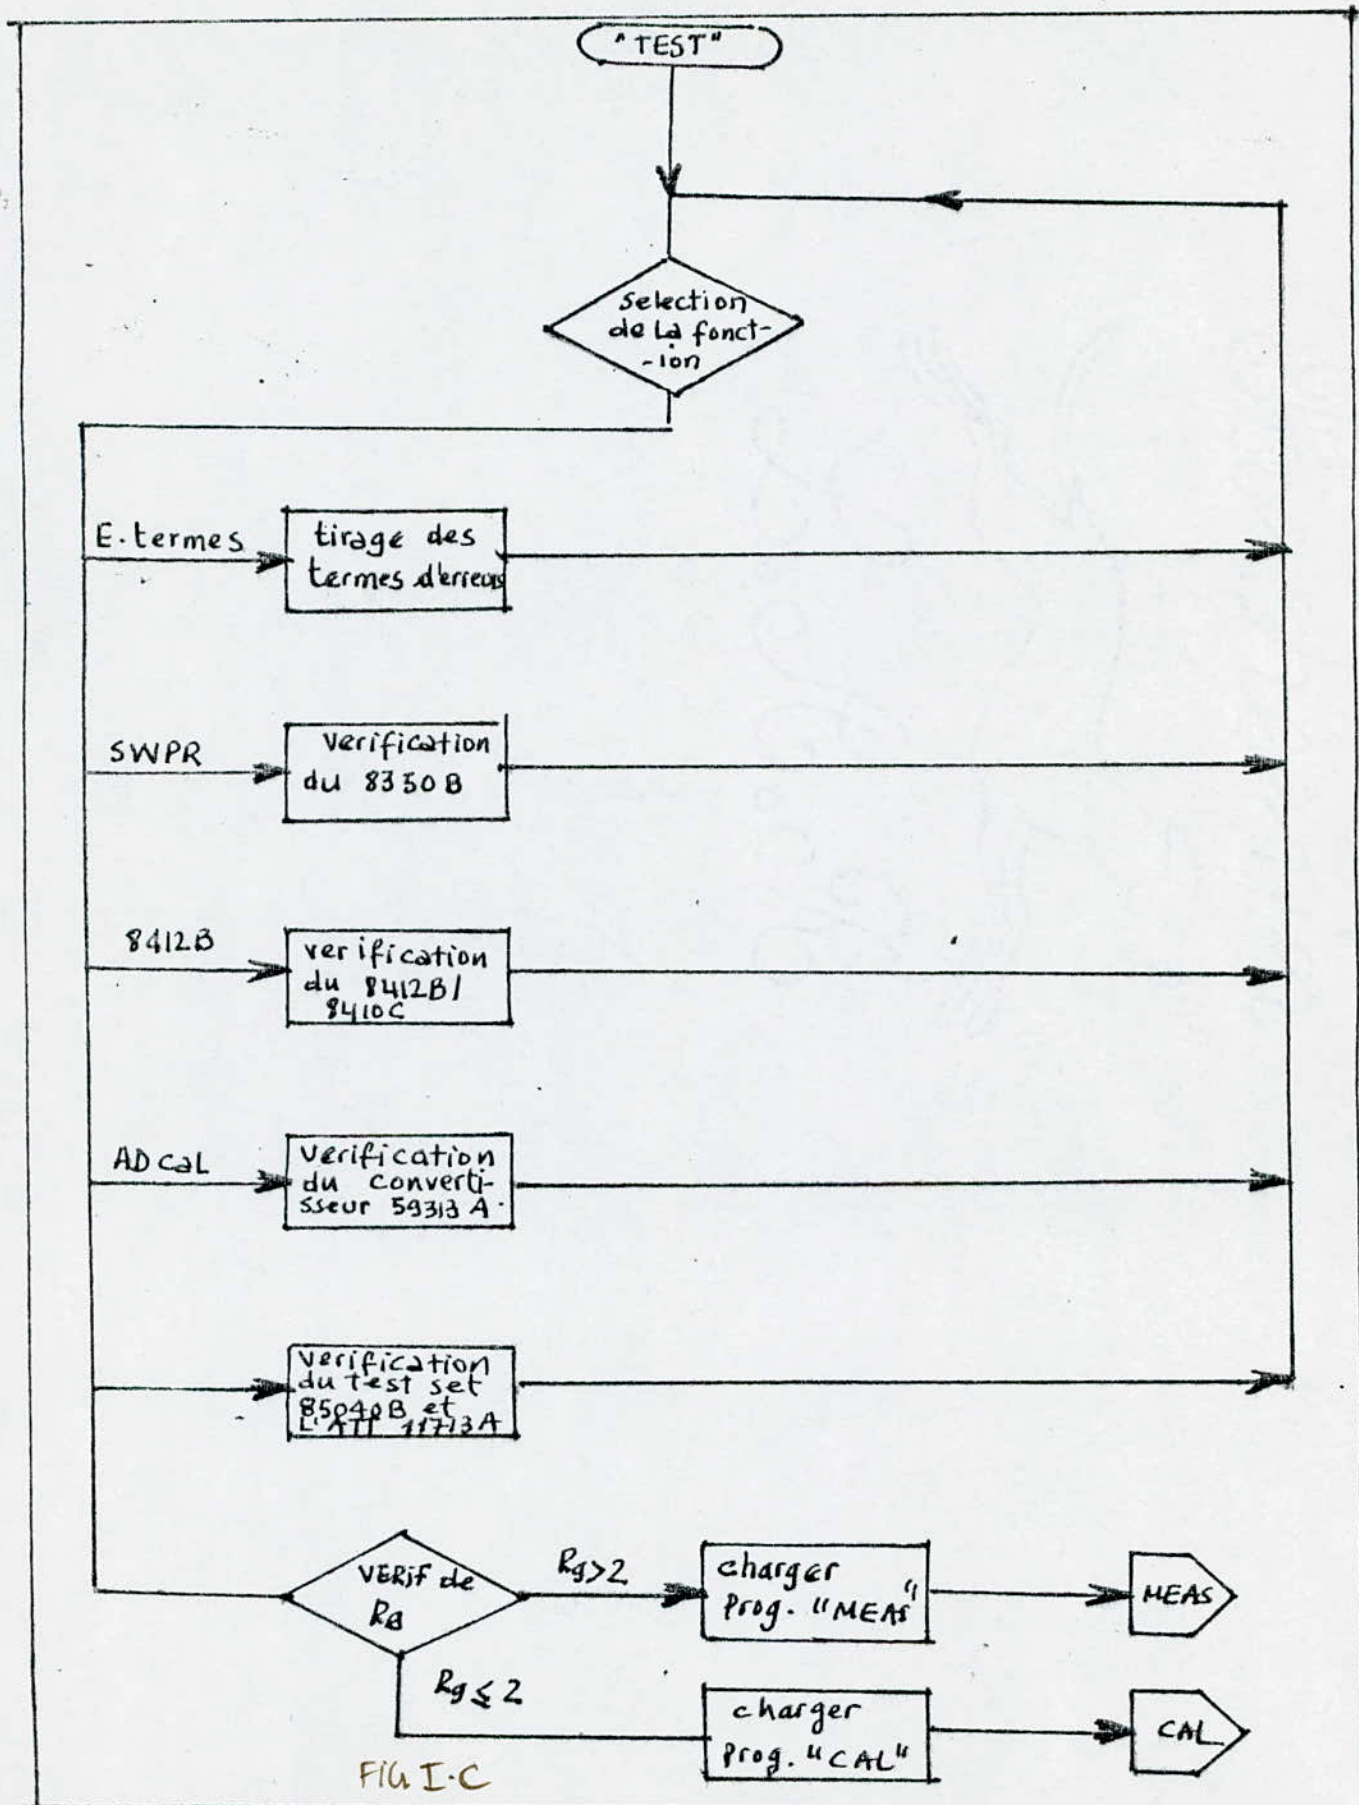 "TEST"
Selection
de la fonct-
-ion
E.termes
tirage des
termes d'erreurs
SWPR
verification
du 8350B
8412B
verification
du 8412B/
8410C
ADcal
verification
du converti-
sseur 59313A.
verification
du test set
85040B et
L'ATT 11713A
VERif de
Rg
Rg>2
charger
Prog. "MEAS"
MEAS
Rg ≤ 2
charger
Prog. "CAL"
CAL
FIG I.C